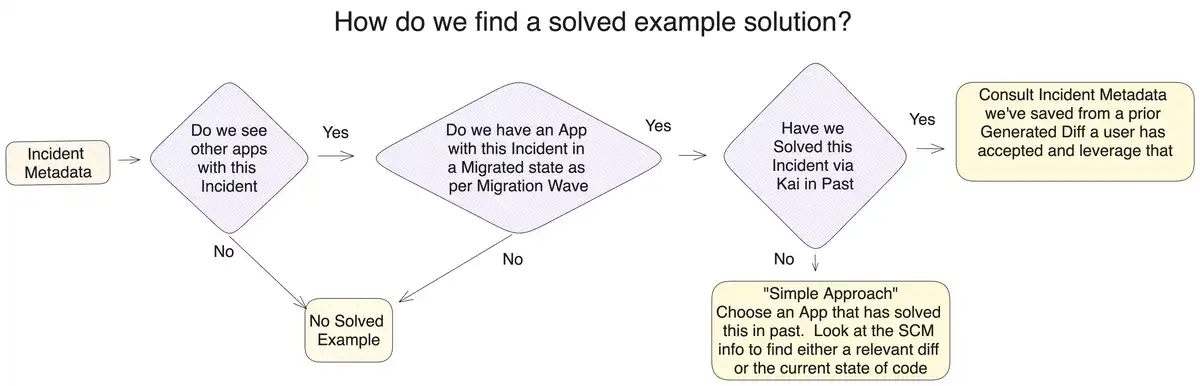 How do we find a solved example solution?
Incident
Metadata
Do we see
other apps
with this
Incident
Yes
No
Do we have an App
with this Incident in
a Migrated state as
per Migration Wave
Yes
No
Have we
Solved this
Incident via
Kai in Past
Yes
No
Consult Incident Metadata
we've saved from a prior
Generated Diff a user has
accepted and leverage that
No Solved
Example
"Simple Approach"
Choose an App that has solved
this in past. Look at the SCM
info to find either a relevant diff
or the current state of code